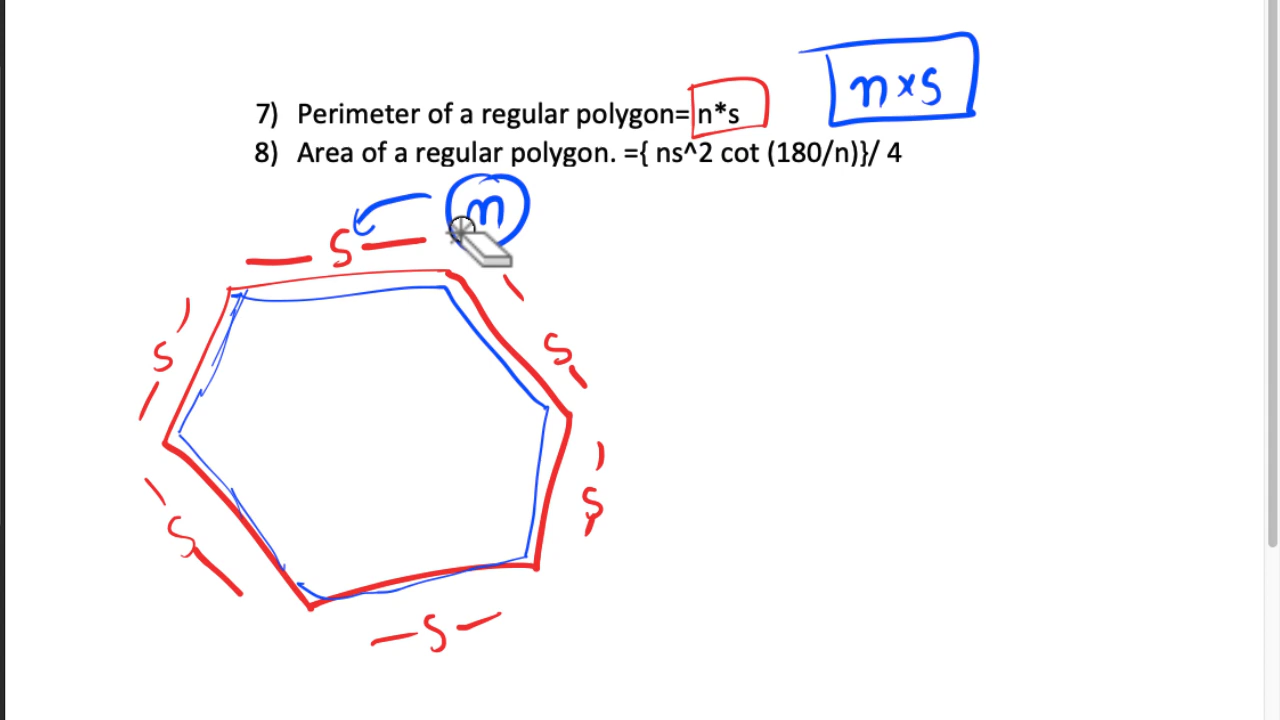 n×s
7) Perimeter of a regular polygon= n*s
8) Area of a regular polygon. ={ ns^2 cot (180/n)}/ 4
n
S
S
S
S
S
S